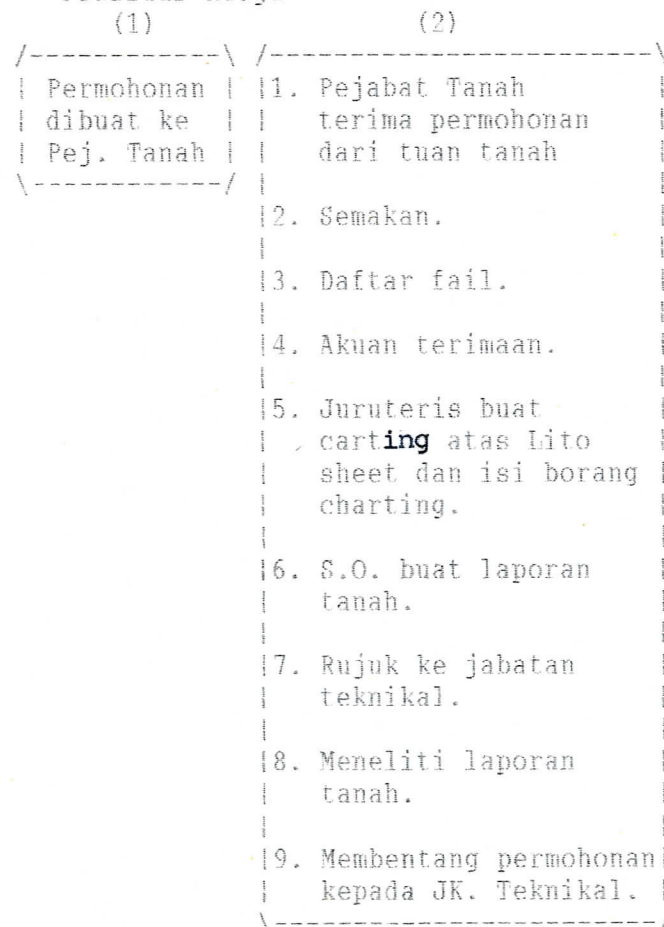 (1) (2)
Permohonan
dibuat ke
Pej. Tanah
1. Pejabat Tanah
terima permohonan
dari tuan tanah
2. Semakan.
3. Daftar fail.
4. Akuan terimaan.
5. Juruteris buat
carting atas Lito
sheet dan isi borang
charting.
6. S.O. buat laporan
tanah.
7. Rujuk ke jabatan
teknikal.
8. Meneliti laporan
tanah.
9. Membentang permohonan
kepada JK. Teknikal.